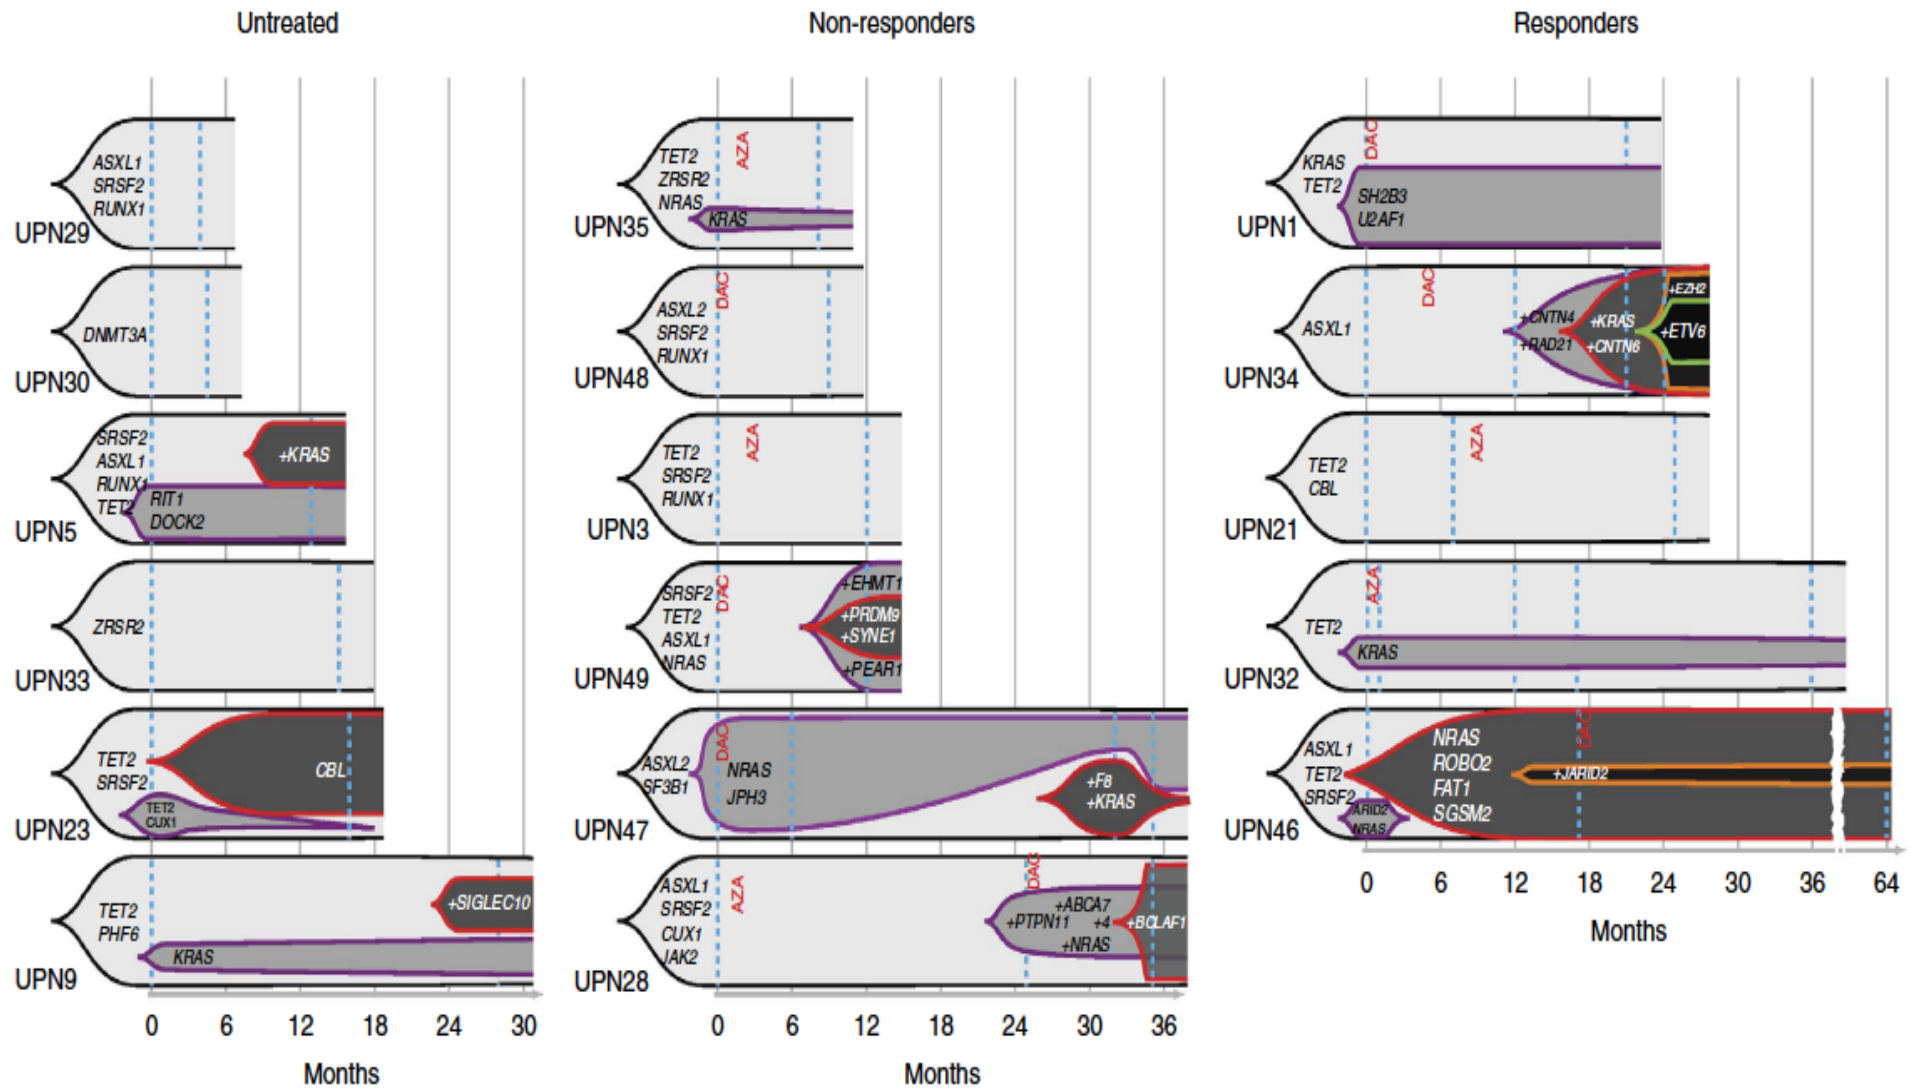 Untreated
Non-responders
Responders
ASXL1
SRSF2
RUNX1
UPN29
DNMT3A
UPN30
SRSF2
ASXL1
RUNX1
TET2
+KRAS
RIT1
DOCK2
UPN5
ZRSR2
UPN33
TET2
SRSF2
CBL
TET2
CUX1
UPN23
TET2
PHF6
+SIGLEC10
KRAS
UPN9
0 6 12 18 24 30
Months
AZA
TET2
ZRSR2
NRAS
KRAS
UPN35
DAC
ASXL2
SRSF2
RUNX1
UPN48
AZA
TET2
SRSF2
RUNX1
UPN3
DAC
SRSF2
TET2
ASXL1
NRAS
+EHMT1
+PRDM9
+SYNE1
+PEAR1
UPN49
DAC
ASXL2
SF3B1
NRAS
JPH3
+F8
+KRAS
UPN47
AZA
DAC
ASXL1
SRSF2
CUX1
JAK2
+ABCA7
+PTPN11 +4
+NRAS
+BCLAF1
UPN28
0 6 12 18 24 30 36
Months
DAC
KRAS
TET2
SH2B3
U2AF1
UPN1
DAC
ASXL1
+CNTN4
+RAD21
+KRAS
+CNTN6
+EZH2
+ETV6
UPN34
AZA
TET2
CBL
UPN21
AZA
TET2
KRAS
UPN32
DAC
ASXL1
TET2
SRSF2
ARID2
NRAS
NRAS
ROBO2
FAT1
SGSM2
+JARID2
UPN46
0 6 12 18 24 30 36 64
Months